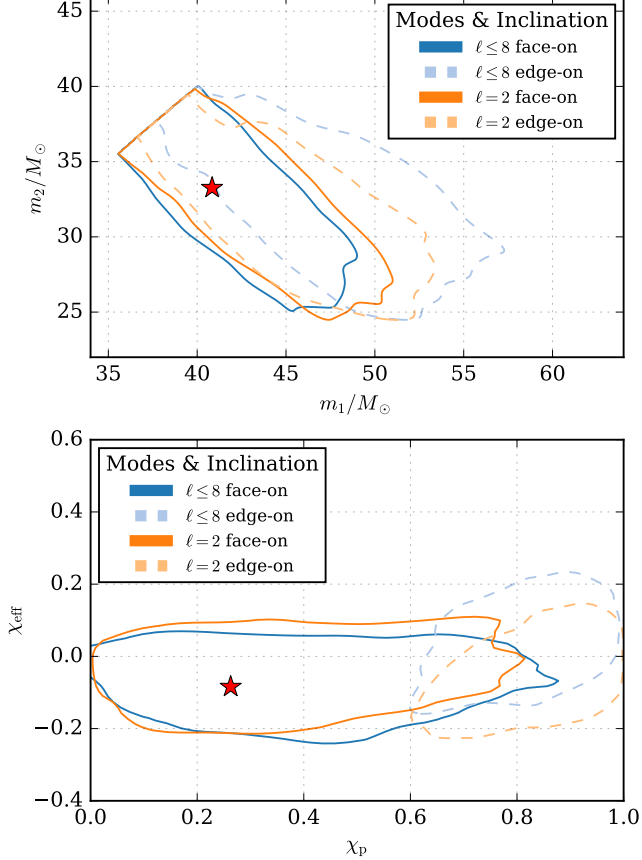 45
40
35
30
25
m₂/M⊙
Modes & Inclination
ℓ ≤ 8 face-on
ℓ ≤ 8 edge-on
ℓ = 2 face-on
ℓ = 2 edge-on
35 40 45 50 55 60
m₁/M⊙
0.6
0.4
0.2
0.0
−0.2
−0.4
χeff
Modes & Inclination
ℓ ≤ 8 face-on
ℓ ≤ 8 edge-on
ℓ = 2 face-on
ℓ = 2 edge-on
0.0 0.2 0.4 0.6 0.8 1.0
χp